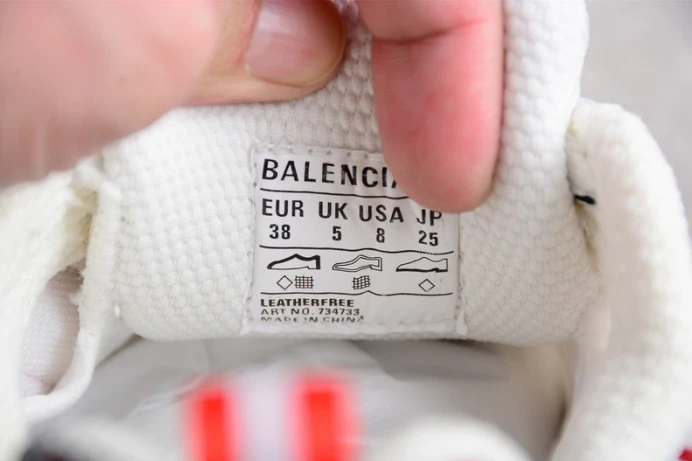 BALENCIA
EUR UK USA JP
38 5 8 25
LEATHERFREE
ART NO. 734733
MADE IN CHINA